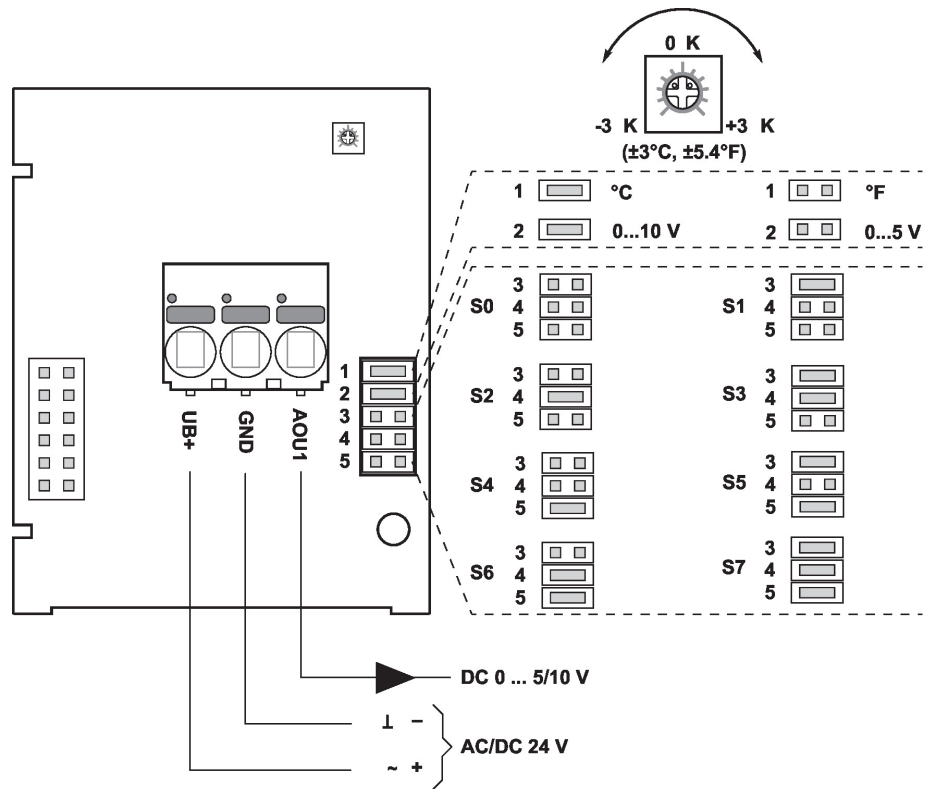 0 K
-3 K +3 K
(±3°C, ±5.4°F)
1 °C 1 °F
2 0...10 V 2 0...5 V
S0 3 4 5
S1 3 4 5
S2 3 4 5
S3 3 4 5
S4 3 4 5
S5 3 4 5
S6 3 4 5
S7 3 4 5
1
2
3
4
5
UB+
GND
AOU1
DC 0 ... 5/10 V
⊥ –
AC/DC 24 V
~ +